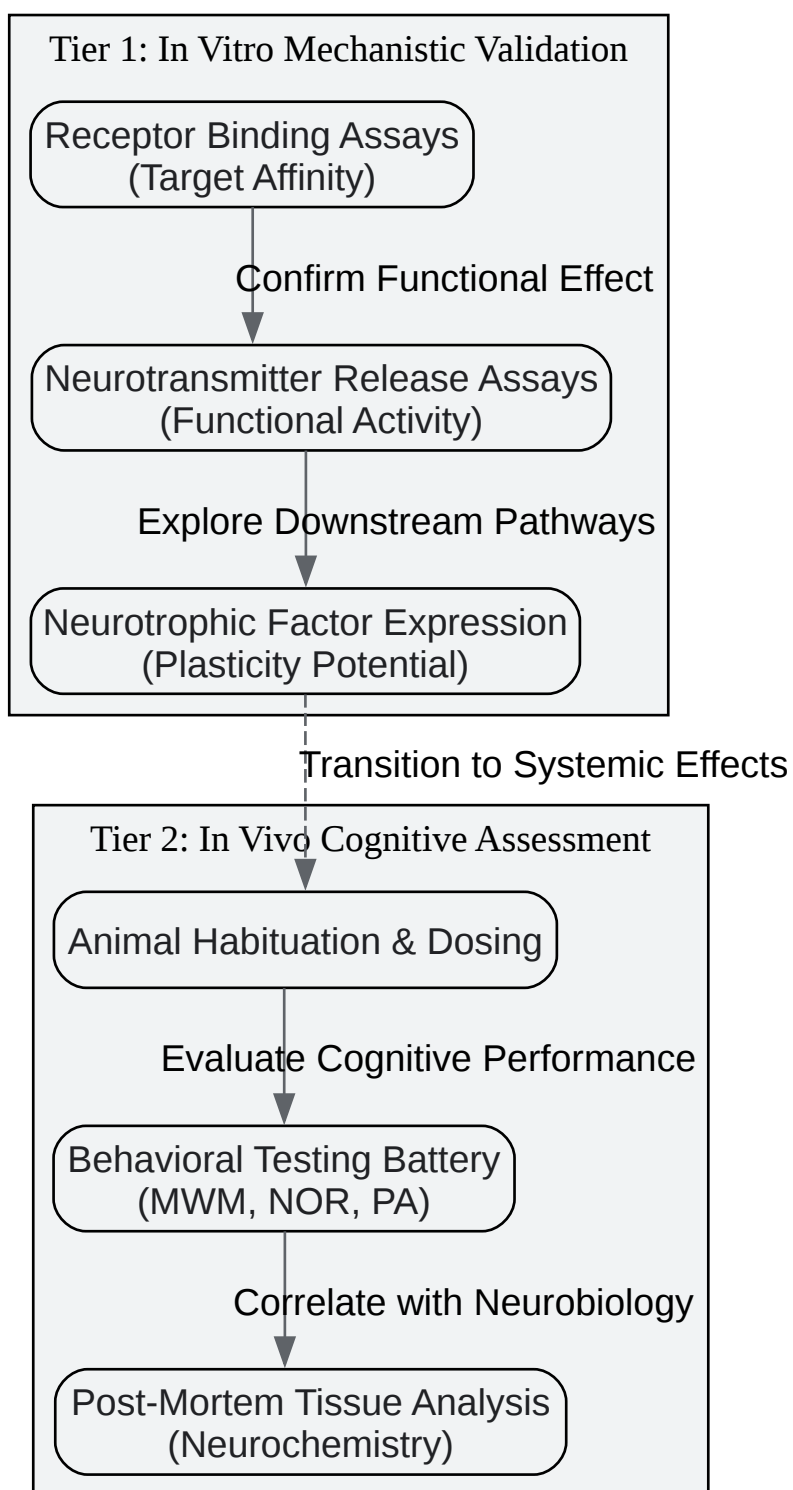 Tier 1: In Vitro Mechanistic Validation
Receptor Binding Assays
(Target Affinity)
Confirm Functional Effect
Neurotransmitter Release Assays
(Functional Activity)
Explore Downstream Pathways
Neurotrophic Factor Expression
(Plasticity Potential)
Transition to Systemic Effects
Tier 2: In Vivo Cognitive Assessment
Animal Habituation & Dosing
Evaluate Cognitive Performance
Behavioral Testing Battery
(MWM, NOR, PA)
Correlate with Neurobiology
Post-Mortem Tissue Analysis
(Neurochemistry)